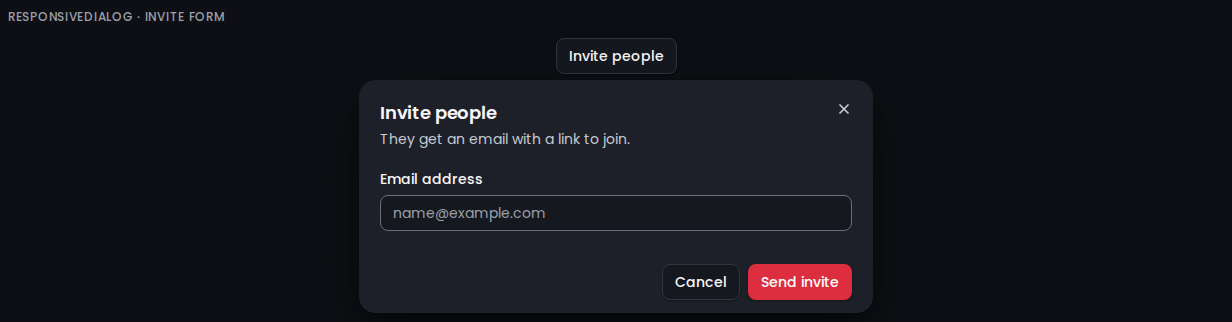 RESPONSIVEDIALOG · INVITE FORM
Invite people
Invite people
They get an email with a link to join.
Email address
name@example.com
Cancel
Send invite